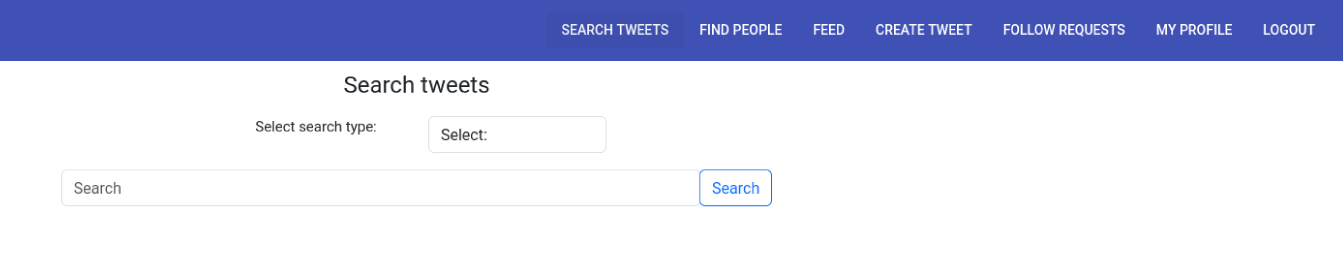 SEARCH TWEETS FIND PEOPLE FEED CREATE TWEET FOLLOW REQUESTS MY PROFILE LOGOUT
Search tweets
Select search type: Select:
Search Search